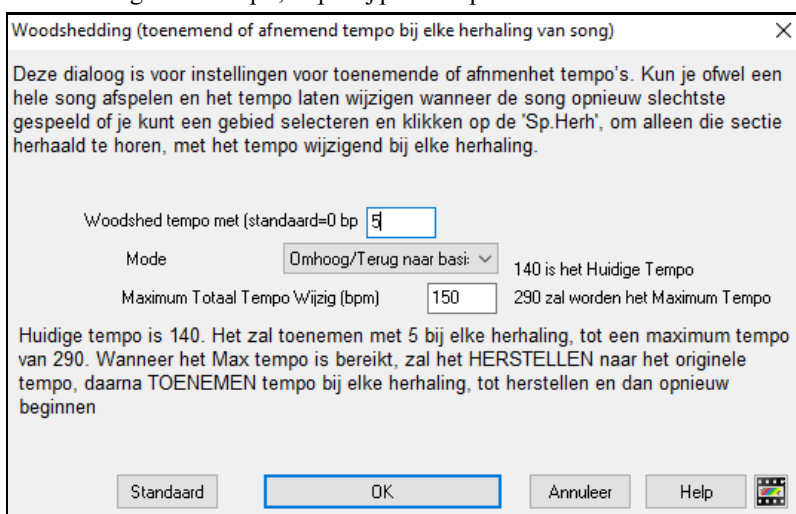 Woodshedding (toenemend of afnemend tempo bij elke herhaling van song)
Deze dialoog is voor instellingen voor toenemende of afnmenhet tempo's. Kun je ofwel een
hele song afspelen en het tempo laten wijzigen wanneer de song opnieuw slechtste
gespeeld of je kunt een gebied selecteren en klikken op de 'Sp.Herh', om alleen die sectie
herhaald te horen, met het tempo wijzigend bij elke herhaling.
Woodshed tempo met (standaard=0 bp 5
Mode Omhoog/Terug naar basi:
140 is het Huidige Tempo
Maximum Totaal Tempo Wijzig (bpm) 150 290 zal worden het Maximum Tempo
Huidige tempo is 140. Het zal toenemen met 5 bij elke herhaling, tot een maximum tempo
van 290. Wanneer het Max tempo is bereikt, zal het HERSTELLEN naar het originele
tempo, daarna TOENEMEN tempo bij elke herhaling, tot herstellen en dan opnieuw
beginnen
Standaard OK Annuleer Help